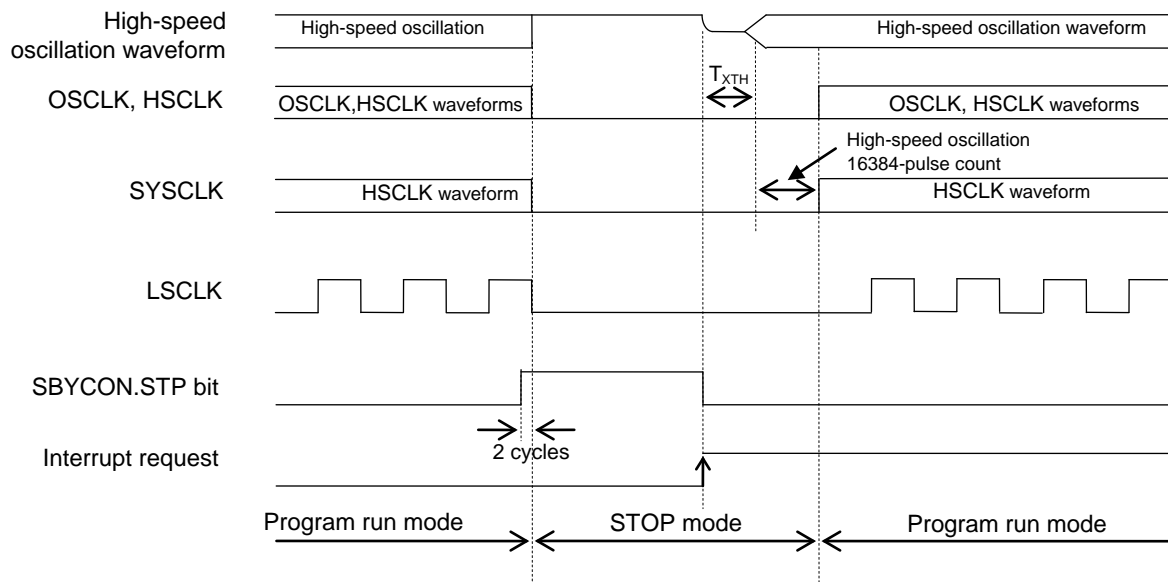 High-speed
oscillation waveform
High-speed oscillation
High-speed oscillation waveform
TXTH
OSCLK, HSCLK
OSCLK,HSCLK waveforms
OSCLK, HSCLK waveforms
High-speed oscillation
16384-pulse count
SYSCLK
HSCLK waveform
HSCLK waveform
LSCLK
SBYCON.STP bit
2 cycles
Interrupt request
Program run mode
STOP mode
Program run mode